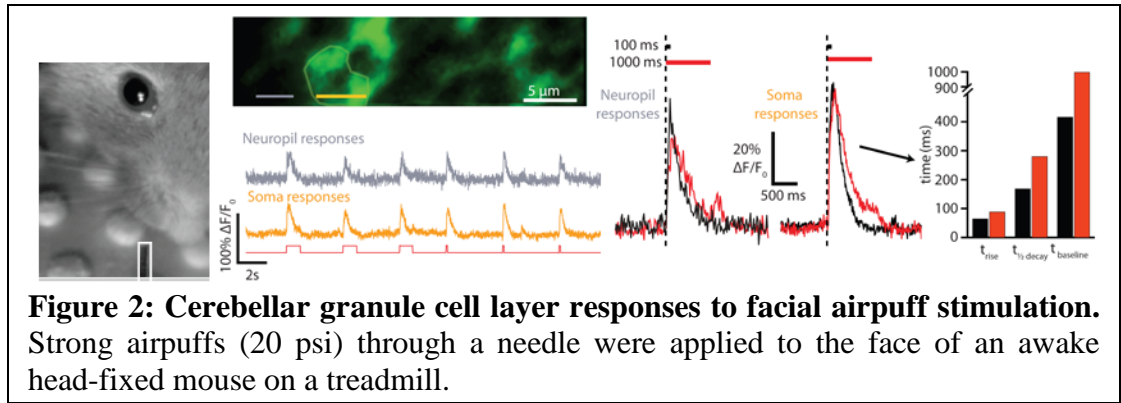 5 μm
Neuropil responses
Soma responses
100% ΔF/F₀
2s
100 ms
1000 ms
Neuropil
responses
Soma
responses
20%
ΔF/F₀
500 ms
time (ms)
1000
900
400
300
200
100
0
t rise
t ½ decay
t baseline
Figure 2: Cerebellar granule cell layer responses to facial airpuff stimulation.
Strong airpuffs (20 psi) through a needle were applied to the face of an awake
head-fixed mouse on a treadmill.